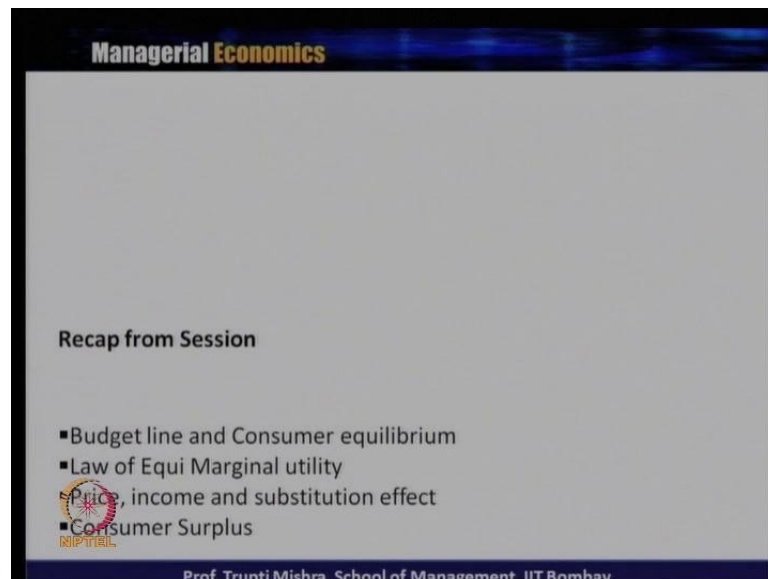 Managerial Economics
Recap from Session
▪Budget line and Consumer equilibrium
▪Law of Equi Marginal utility
▪Price, income and substitution effect
▪Consumer Surplus
NPTEL
Prof. Trupti Mishra, School of Management, IIT Bombay